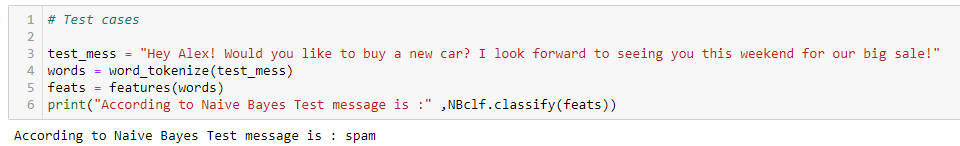 1 # Test cases
2
3 test_mess = "Hey Alex! Would you like to buy a new car? I look forward to seeing you this weekend for our big sale!"
4 words = word_tokenize(test_mess)
5 feats = features(words)
6 print("According to Naive Bayes Test message is :" ,NBclf.classify(feats))
According to Naive Bayes Test message is : spam